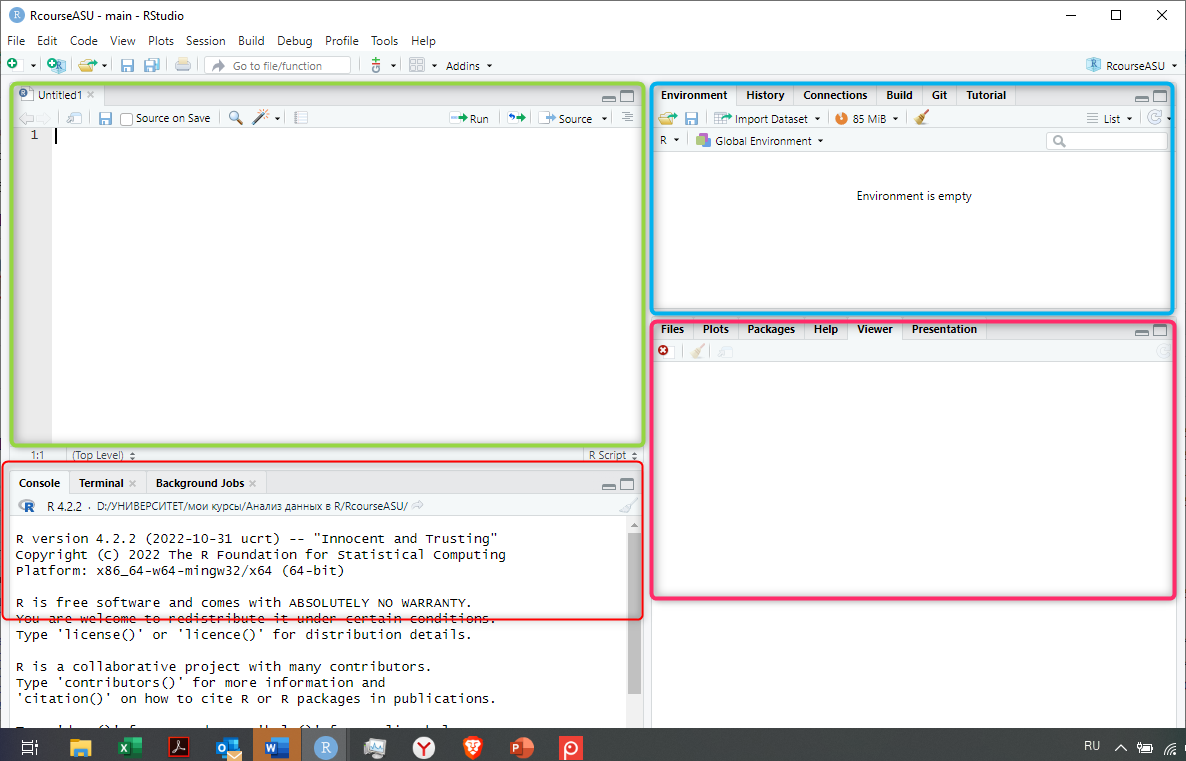 RcourseASU - main - RStudio
File Edit Code View Plots Session Build Debug Profile Tools Help
Go to file/function Addins RcourseASU
Untitled1
Source on Save Run Source
1
1:1 (Top Level) R Script
Console Terminal Background Jobs
R 4.2.2 · D:/УНИВЕРСИТЕТ/мои курсы/Анализ данных в R/RcourseASU/
R version 4.2.2 (2022-10-31 ucrt) -- "Innocent and Trusting"
Copyright (C) 2022 The R Foundation for Statistical Computing
Platform: x86_64-w64-mingw32/x64 (64-bit)
R is free software and comes with ABSOLUTELY NO WARRANTY.
You are welcome to redistribute it under certain conditions.
Type 'license()' or 'licence()' for distribution details.
R is a collaborative project with many contributors.
Type 'contributors()' for more information and
'citation()' on how to cite R or R packages in publications.
Environment History Connections Build Git Tutorial
Import Dataset 85 MiB List
R Global Environment
Environment is empty
Files Plots Packages Help Viewer Presentation
RU